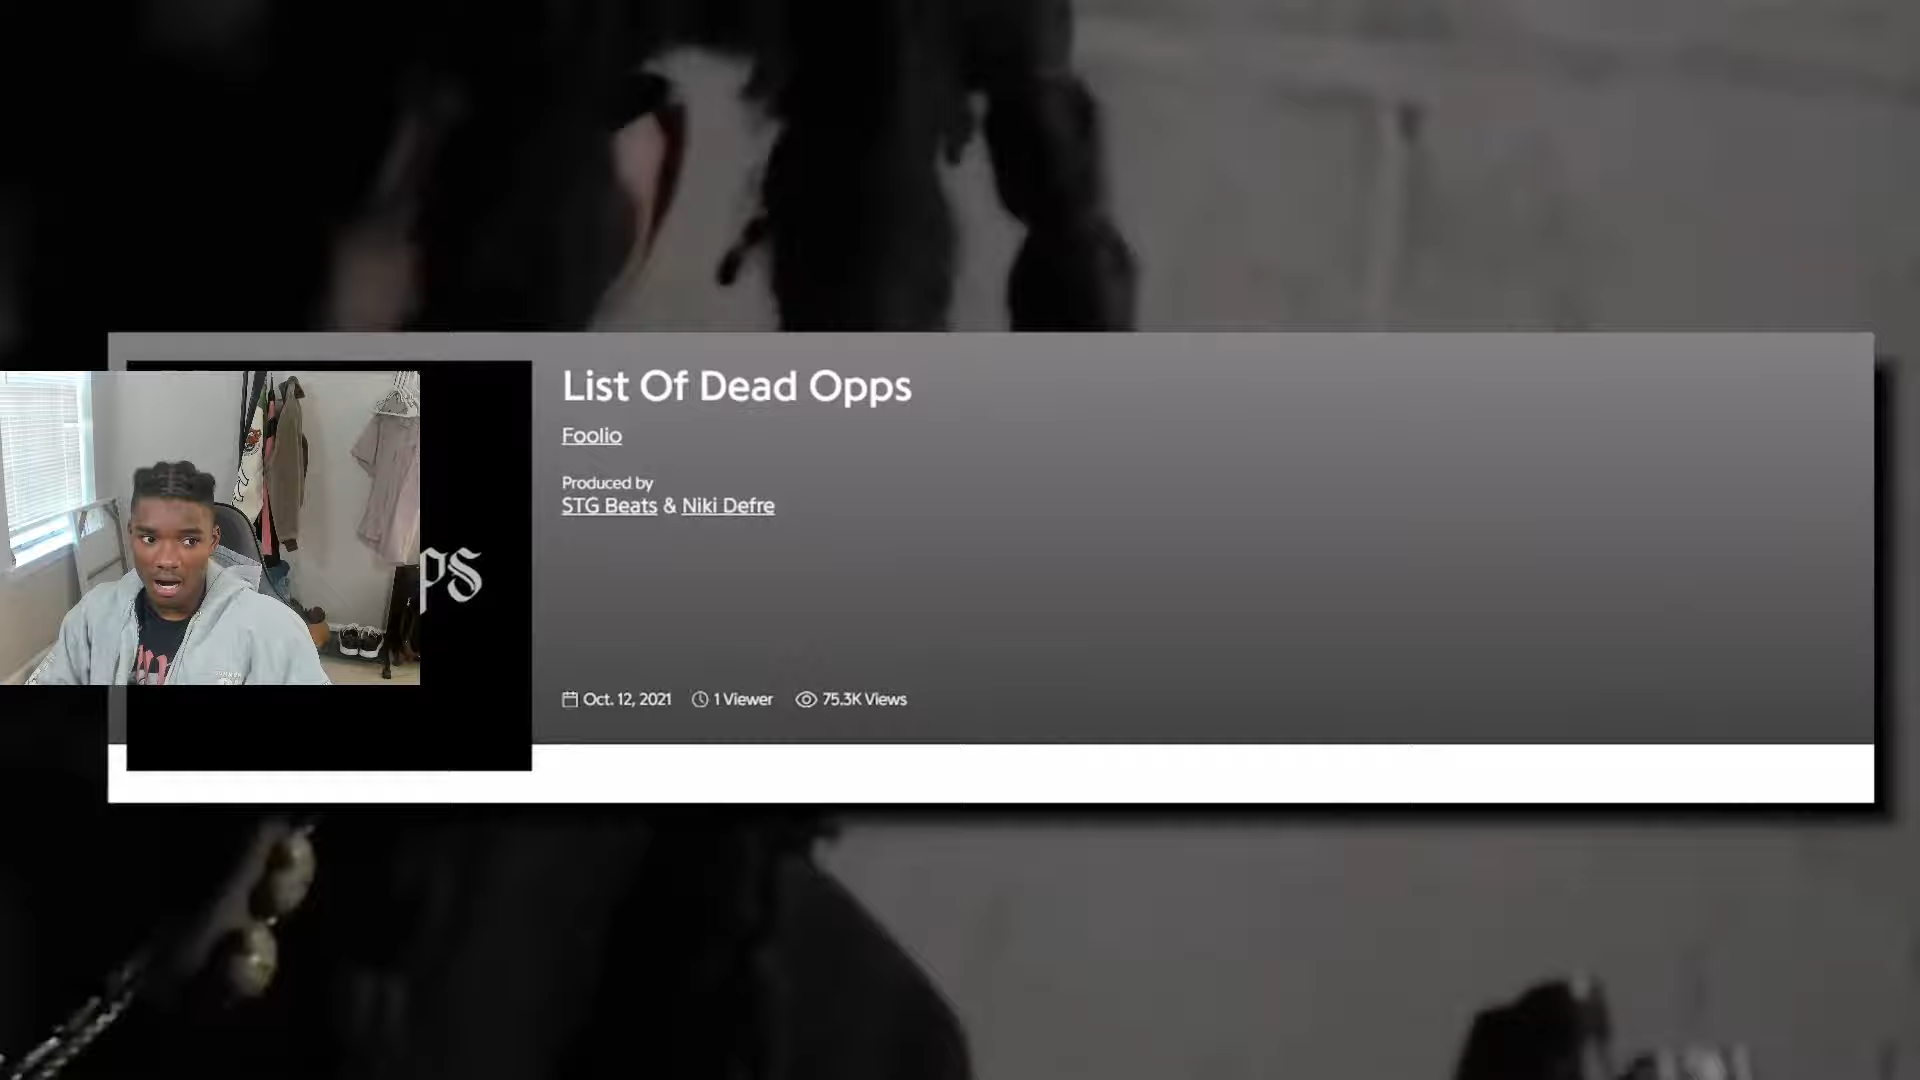 List Of Dead Opps
Foolio
Produced by
STG Beats & Niki Defre
ps
Oct. 12, 2021 1 Viewer 75.3K Views